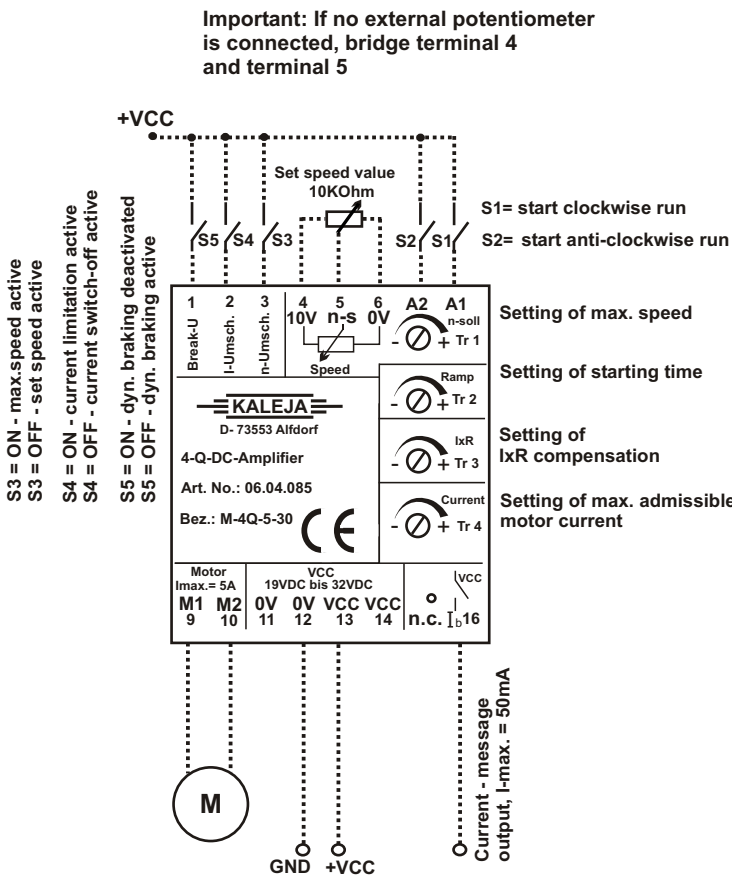 Important: If no external potentiometer
is connected, bridge terminal 4
and terminal 5
+VCC
Set speed value
10KOhm
S5 S4 S3 S2 S1
S1= start clockwise run
S2= start anti-clockwise run
S3 = ON - max.speed active
S3 = OFF - set speed active
S4 = ON - current limitation active
S4 = OFF - current switch-off active
S5 = ON - dyn. braking deactivated
S5 = OFF - dyn. braking active
1 2 3 4 5 6 A2 A1
10V n-s 0V
Break-U
I-Umsch.
n-Umsch.
Speed
n-soll
- + Tr 1
Setting of max. speed
Ramp
- + Tr 2
Setting of starting time
KALEJA
D- 73553 Alfdorf
4-Q-DC-Amplifier
Art. No.: 06.04.085
Bez.: M-4Q-5-30
CE
IxR
- + Tr 3
Setting of
IxR compensation
Current
- + Tr 4
Setting of max. admissible
motor current
Motor
Imax.= 5A
VCC
19VDC bis 32VDC
VCC
M1 M2 0V 0V VCC VCC
9 10 11 12 13 14 n.c. Ib 16
M
GND +VCC
Current - message
output, I-max. = 50mA